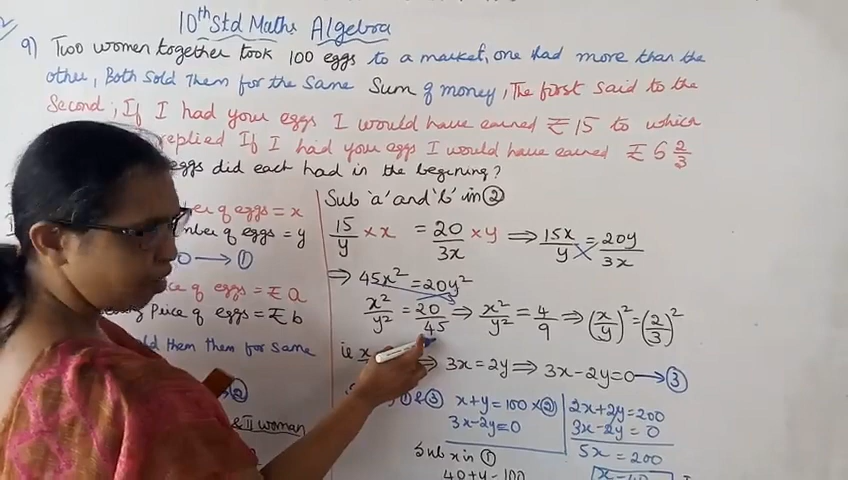 10th Std Maths Algebra
9) Two women together took 100 eggs to a market, one had more than the
other, Both sold them for the same Sum of money, The first said to the
Second; If I had your eggs I would have earned ₹ 15 to which
replied If I had your eggs I would have earned ₹ 6 2/3
eggs did each had in the begining?
of eggs = x
of eggs = y
→ ①
of eggs = ₹ a
Price of eggs = ₹ b
them them for same
②
& II woman
Sub 'a' and 'b' in ②
15/y × x = 20/3x × y ⇒ 15x/y = 20y/3x
⇒ 45x² = 20y²
x²/y² = 20/45 ⇒ x²/y² = 4/9 ⇒ (x/y)² = (2/3)²
ie x ⇒ 3x = 2y ⇒ 3x-2y=0 → ③
① & ③ x+y = 100 × ②
3x-2y=0
2x+2y = 200
3x-2y = 0
5x = 200
x = 40
Sub x in ①
40+y = 100